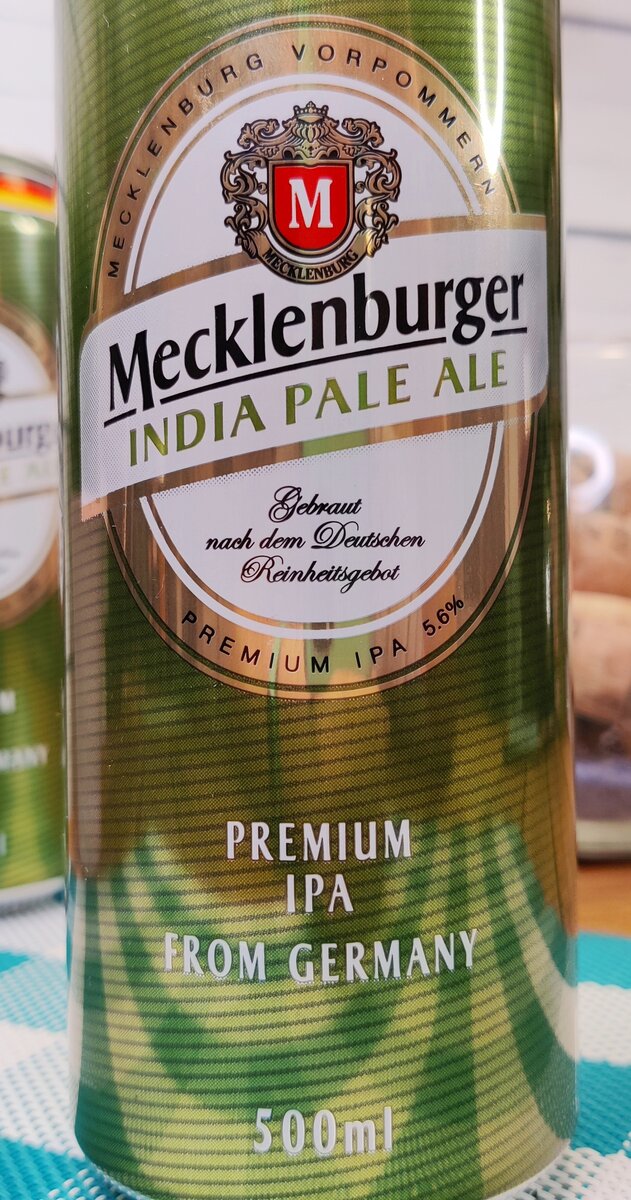 MECKLENBURG VORPOMMERN
M
MECKLENBURG
Mecklenburger
INDIA PALE ALE
Gebraut
nach dem Deutschen
Reinheitsgebot
PREMIUM IPA 5.6%
PREMIUM
IPA
FROM GERMANY
500ml